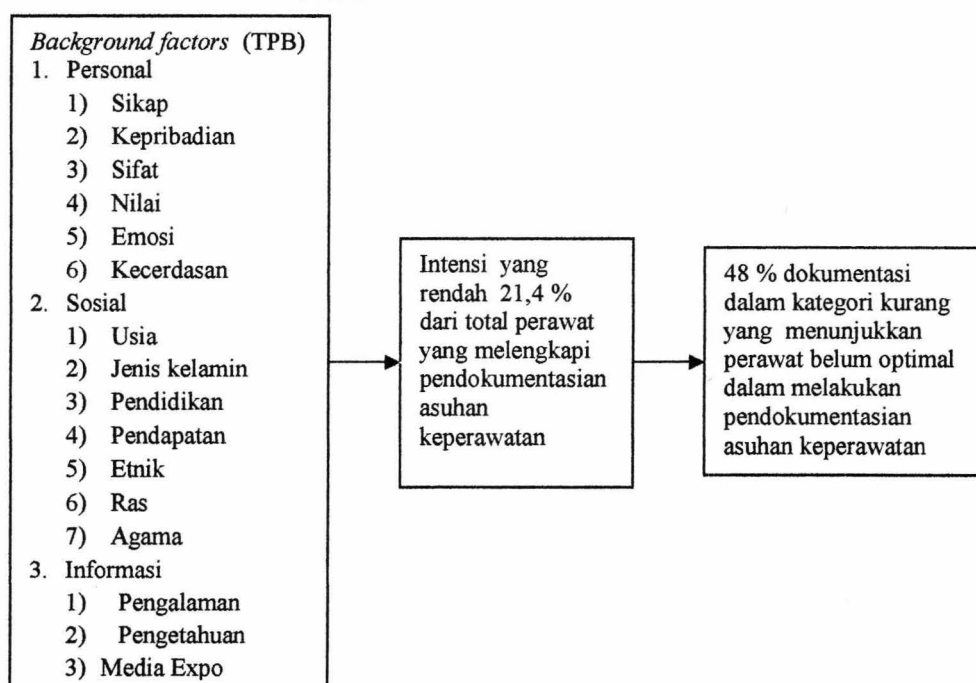 Background factors (TPB)
1. Personal
1) Sikap
2) Kepribadian
3) Sifat
4) Nilai
5) Emosi
6) Kecerdasan
2. Sosial
1) Usia
2) Jenis kelamin
3) Pendidikan
4) Pendapatan
5) Etnik
6) Ras
7) Agama
3. Informasi
1) Pengalaman
2) Pengetahuan
3) Media Expo
Intensi yang
rendah 21,4 %
dari total perawat
yang melengkapi
pendokumentasian
asuhan
keperawatan
48 % dokumentasi
dalam kategori kurang
yang menunjukkan
perawat belum optimal
dalam melakukan
pendokumentasian
asuhan keperawatan